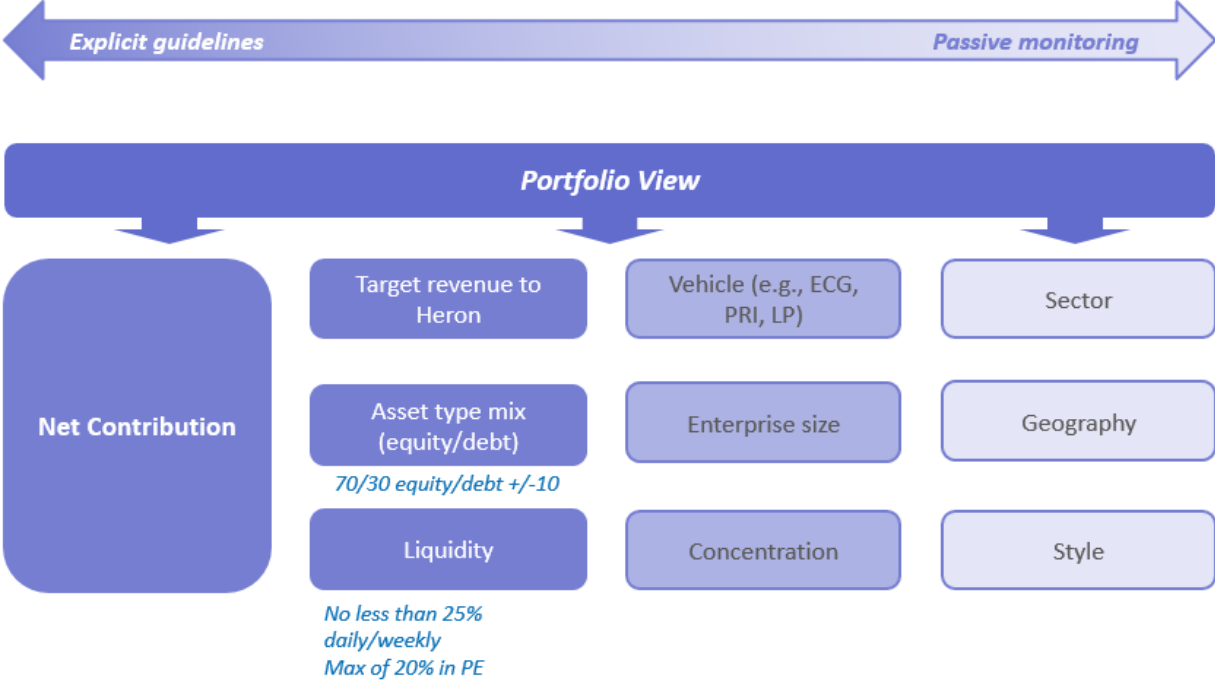 Explicit guidelines
Passive monitoring
Portfolio View
Net Contribution
Target revenue to
Heron
Vehicle (e.g., ECG,
PRI, LP)
Sector
Asset type mix
(equity/debt)
Enterprise size
Geography
70/30 equity/debt +/-10
Liquidity
Concentration
Style
No less than 25%
daily/weekly
Max of 20% in PE